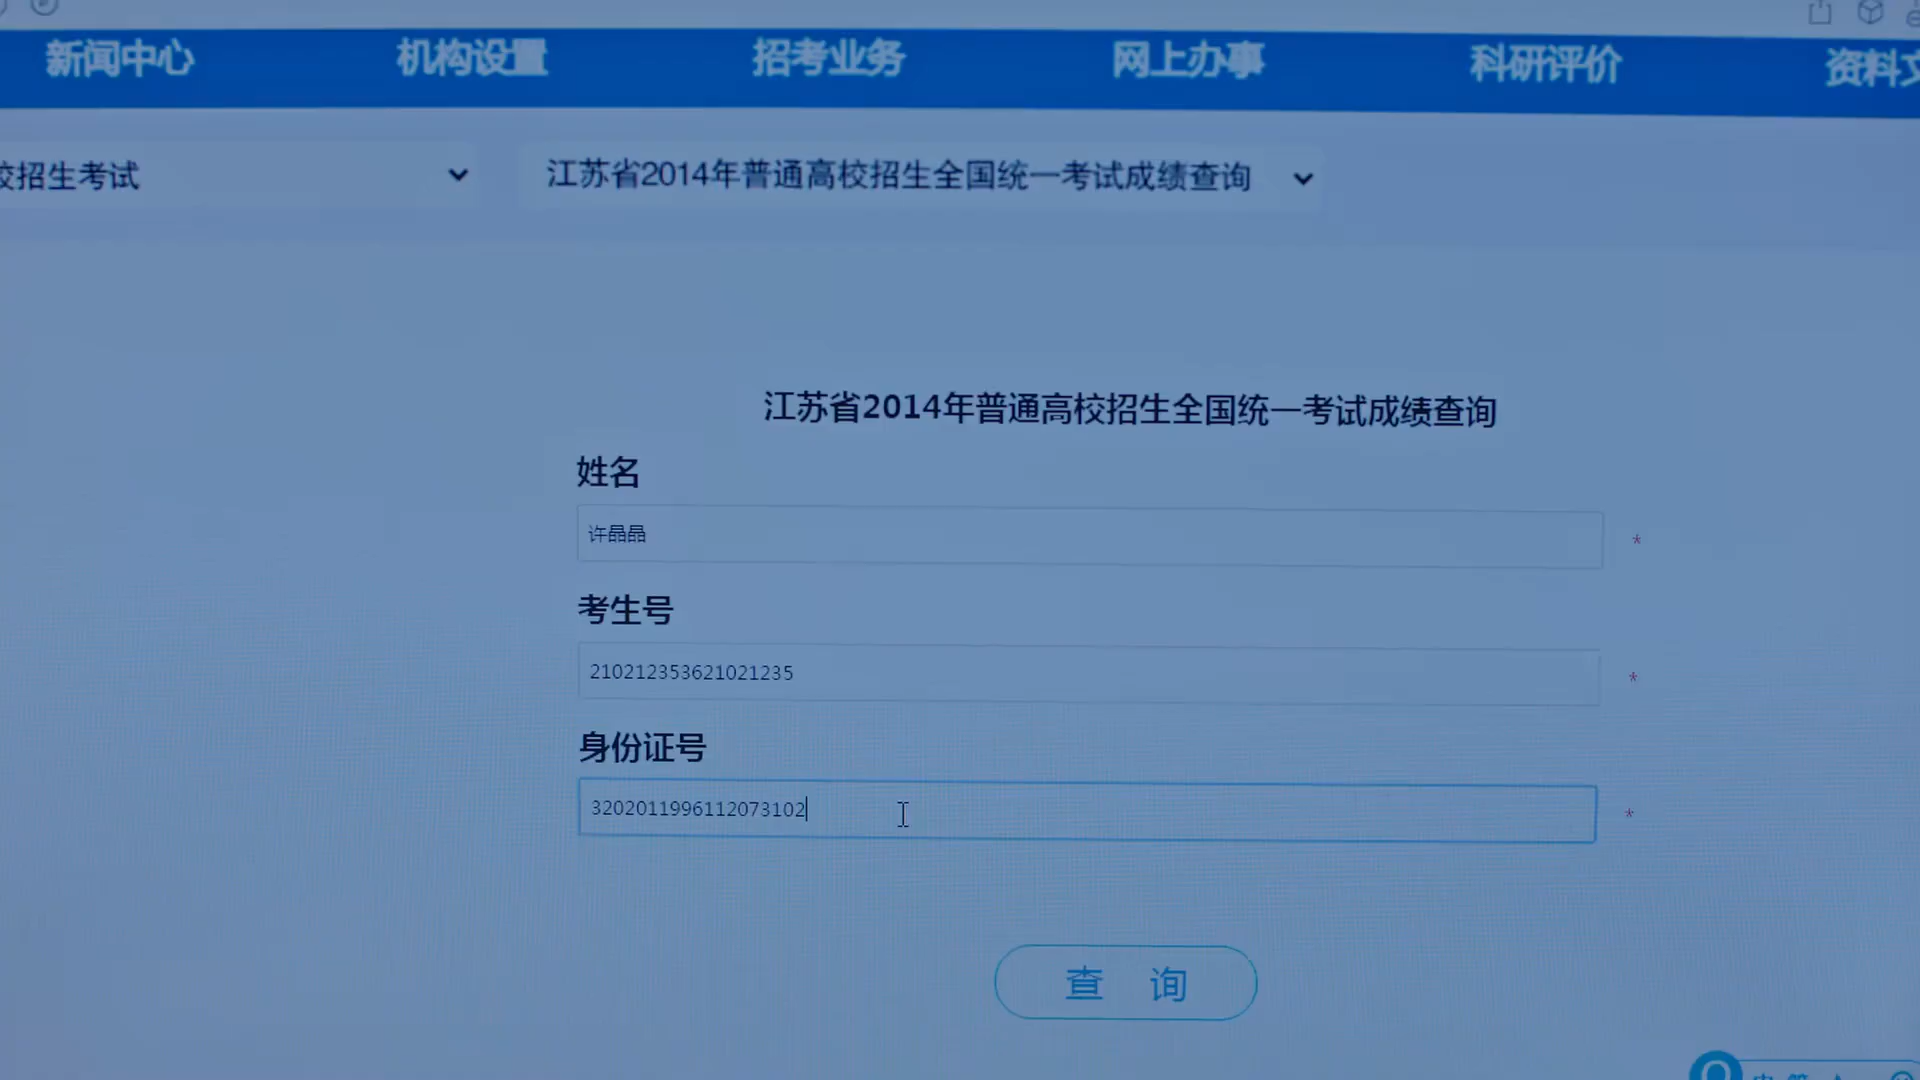 新闻中心 机构设置 招考业务 网上办事 科研评价 资料文
校招生考试 江苏省2014年普通高校招生全国统一考试成绩查询
江苏省2014年普通高校招生全国统一考试成绩查询
姓名
许晶晶 *
考生号
210212353621021235 *
身份证号
3202011996112073102 *
查 询